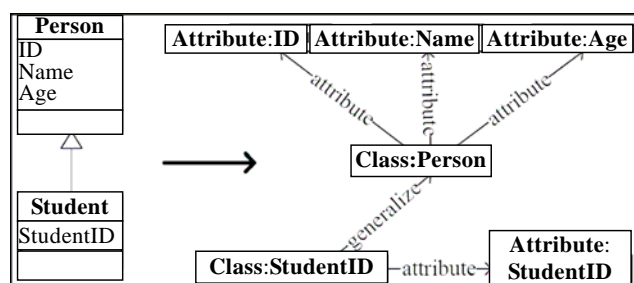 Person
ID
Name
Age
Student
StudentID
Attribute:ID
Attribute:Name
Attribute:Age
attribute
attribute
attribute
Class:Person
generalize
Class:StudentID
attribute
Attribute:
StudentID